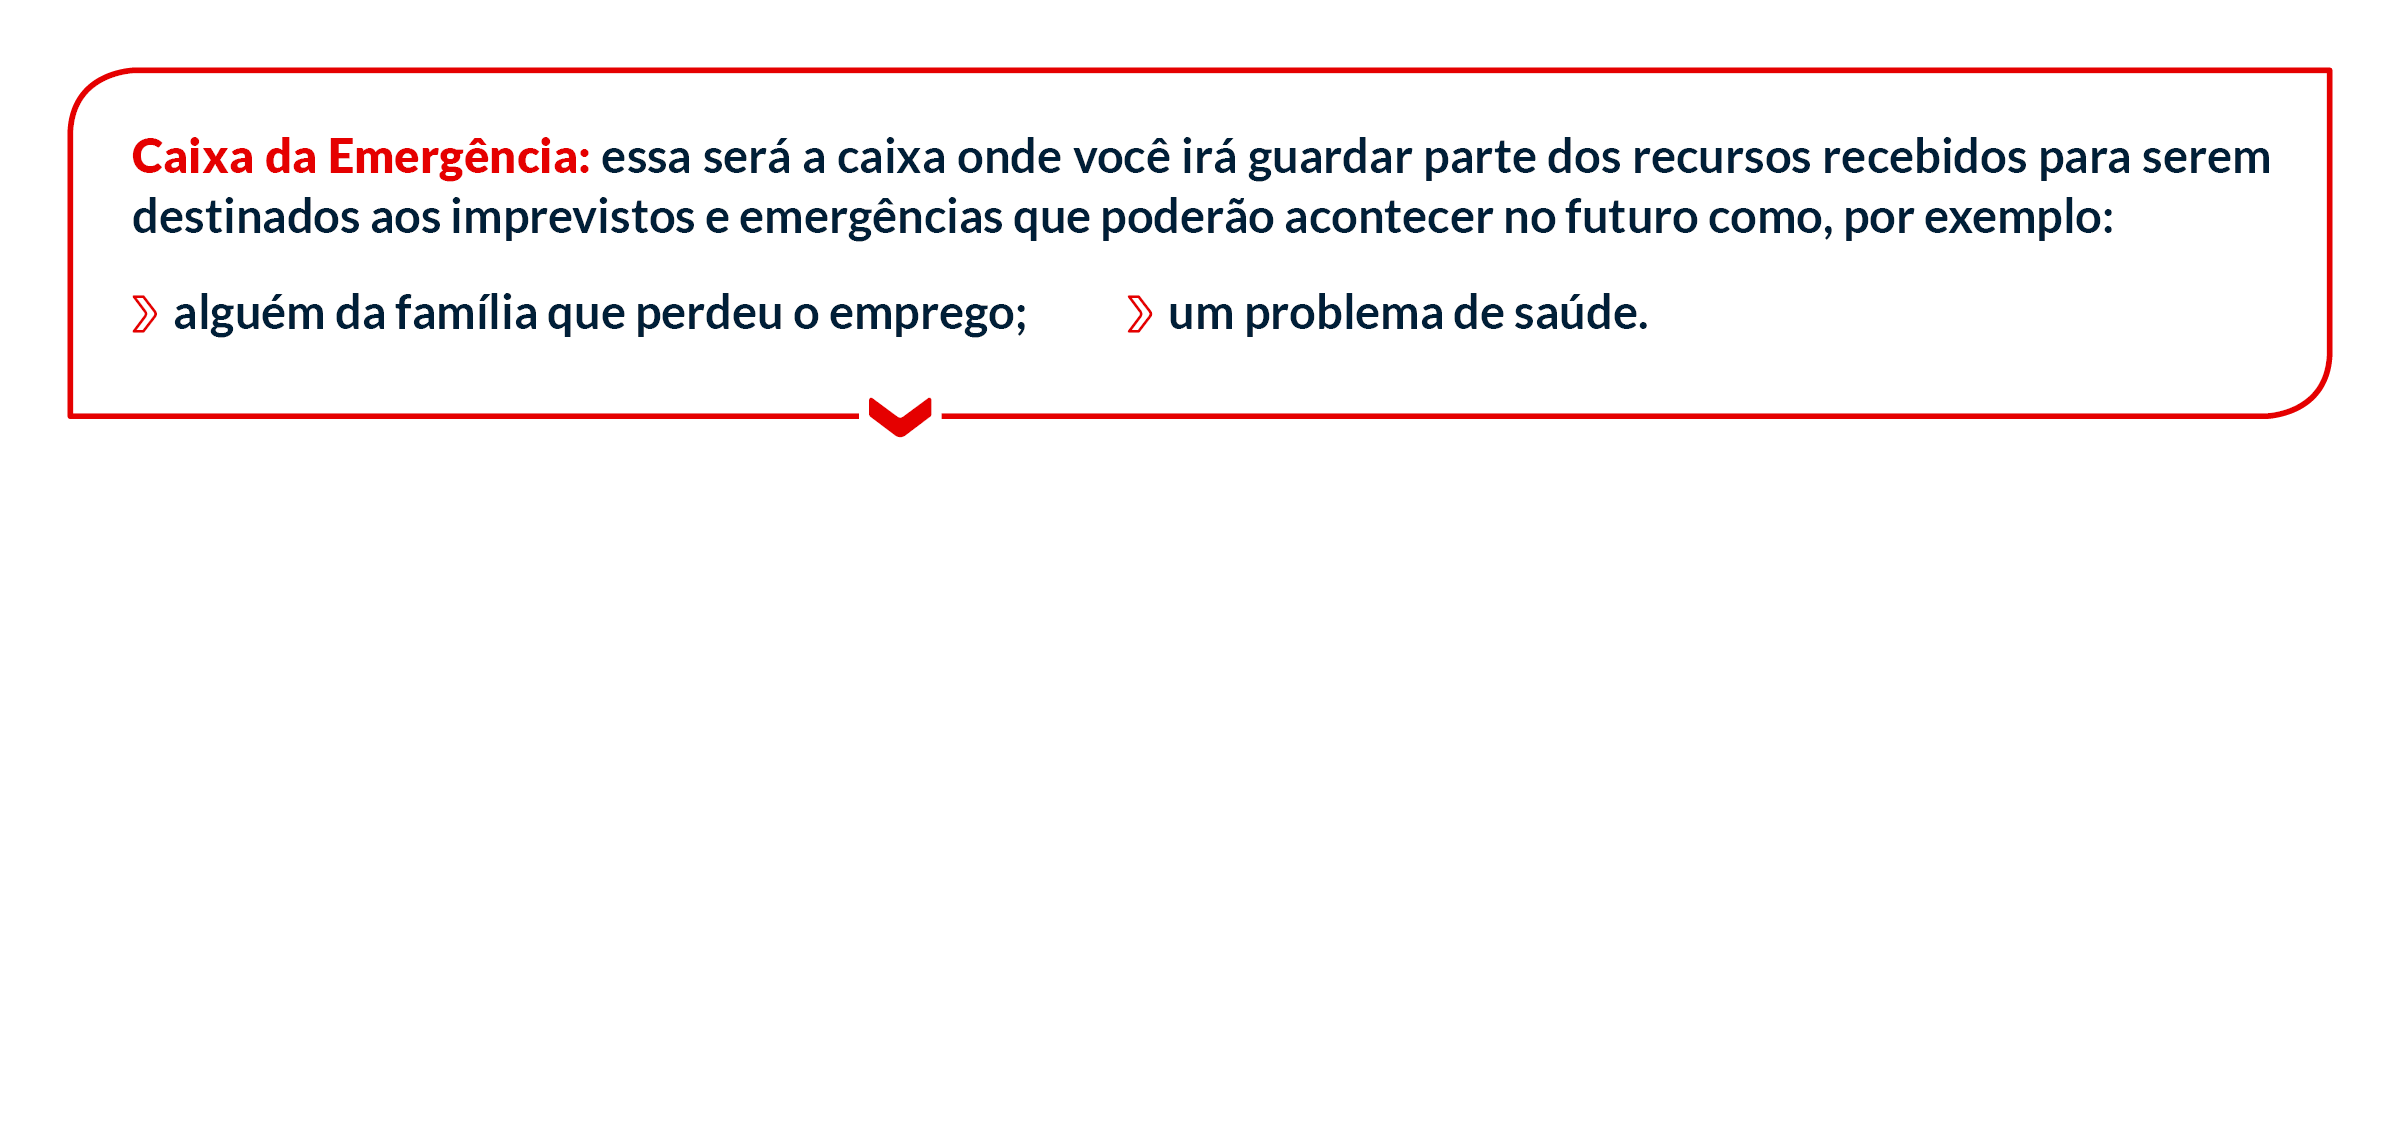 Caixa da Emergência: essa será a caixa onde você irá guardar parte dos recursos recebidos para serem
destinados aos imprevistos e emergências que poderão acontecer no futuro como, por exemplo:
alguém da família que perdeu o emprego;
um problema de saúde.